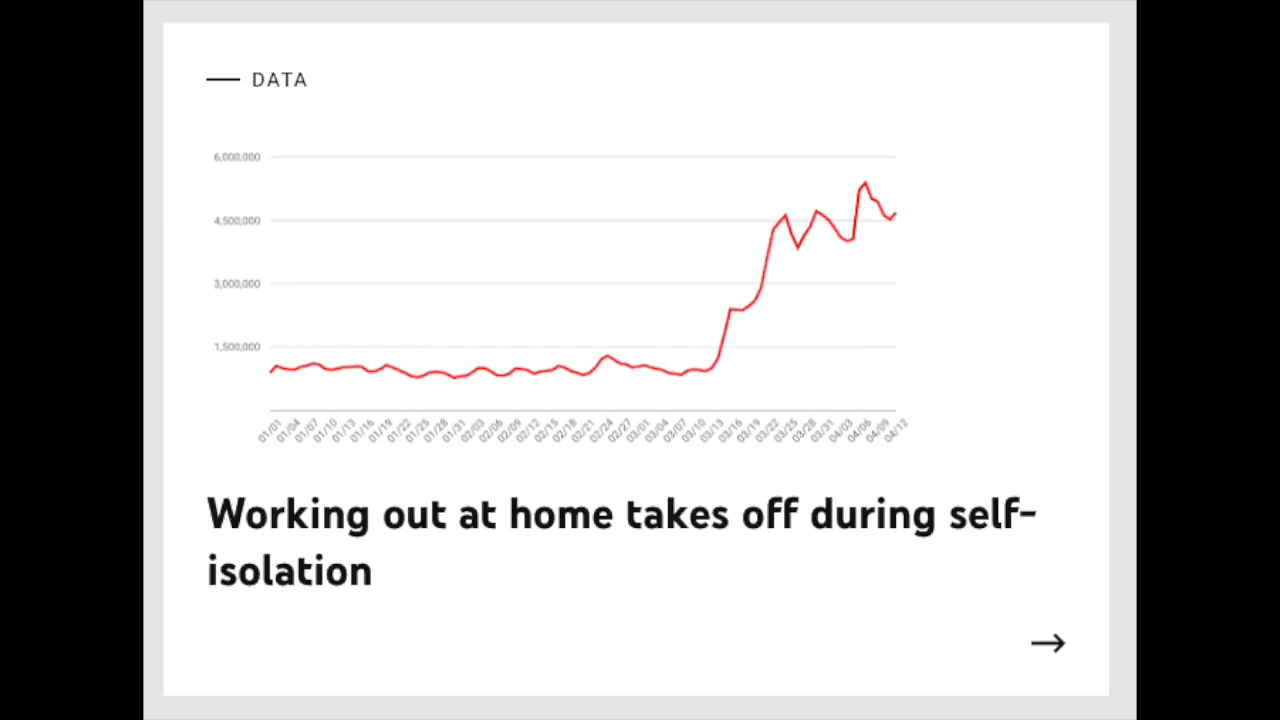 DATA
6,000,000
4,500,000
3,000,000
1,500,000
01/01 01/04 01/07 01/10 01/13 01/16 01/19 01/22 01/25 01/28 01/31 02/03 02/06 02/09 02/12 02/15 02/18 02/21 02/24 02/27 03/01 03/04 03/07 03/10 03/13 03/16 03/19 03/22 03/25 03/28 03/31 04/03 04/06 04/09 04/12
Working out at home takes off during self-
isolation